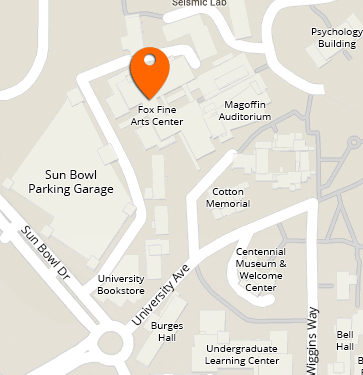 Seismic Lab
Psychology
Building
Fox Fine
Arts Center
Magoffin
Auditorium
Sun Bowl
Parking Garage
Cotton
Memorial
Sun Bowl Dr
Centennial
Museum &
Welcome
Center
University
Bookstore
University Ave
Burges
Hall
Wiggins Way
Bell
Hall
Undergraduate
Learning Center